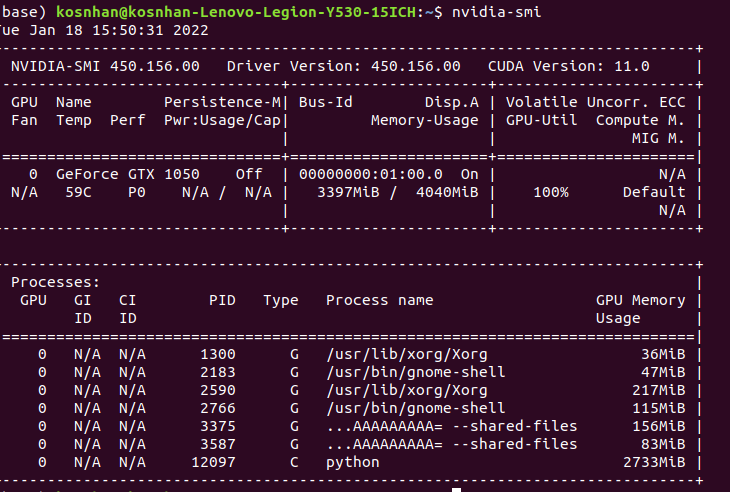 base) kosnhan@kosnhan-Lenovo-Legion-Y530-15ICH:~$ nvidia-smi
Tue Jan 18 15:50:31 2022
-----------------------------------------------------------------------------+
 NVIDIA-SMI 450.156.00   Driver Version: 450.156.00   CUDA Version: 11.0     |
-------------------------------+----------------------+----------------------+
 GPU  Name        Persistence-M| Bus-Id        Disp.A | Volatile Uncorr. ECC |
 Fan  Temp  Perf  Pwr:Usage/Cap|         Memory-Usage | GPU-Util  Compute M. |
                               |                      |               MIG M. |
===============================+======================+======================|
   0  GeForce GTX 1050    Off  | 00000000:01:00.0  On |                  N/A |
 N/A   59C    P0    N/A /  N/A |   3397MiB /  4040MiB |    100%      Default |
                               |                      |                  N/A |
-------------------------------+----------------------+----------------------+
-----------------------------------------------------------------------------+
 Processes:                                                                  |
  GPU   GI   CI        PID   Type   Process name                  GPU Memory |
        ID   ID                                                   Usage      |
=============================================================================|
    0   N/A  N/A      1300      G   /usr/lib/xorg/Xorg                 36MiB |
    0   N/A  N/A      2183      G   /usr/bin/gnome-shell               47MiB |
    0   N/A  N/A      2590      G   /usr/lib/xorg/Xorg                217MiB |
    0   N/A  N/A      2766      G   /usr/bin/gnome-shell              115MiB |
    0   N/A  N/A      3375      G   ...AAAAAAAAA= --shared-files      156MiB |
    0   N/A  N/A      3587      G   ...AAAAAAAAA= --shared-files       83MiB |
    0   N/A  N/A     12097      C   python                           2733MiB |
-----------------------------------------------------------------------------+